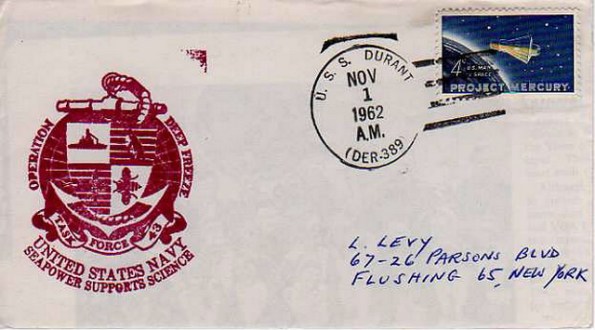 OPERATION DEEP FREEZE
TASK FORCE 43
UNITED STATES NAVY
SEAPOWER SUPPORTS SCIENCE
U.S.S. DURANT
NOV
1
1962
A.M.
(DER-389)
4¢ U.S. MAN
SPACE
PROJECT MERCURY
L. LEVY
67-26 PARSONS BLVD
FLUSHING 65, NEW YORK